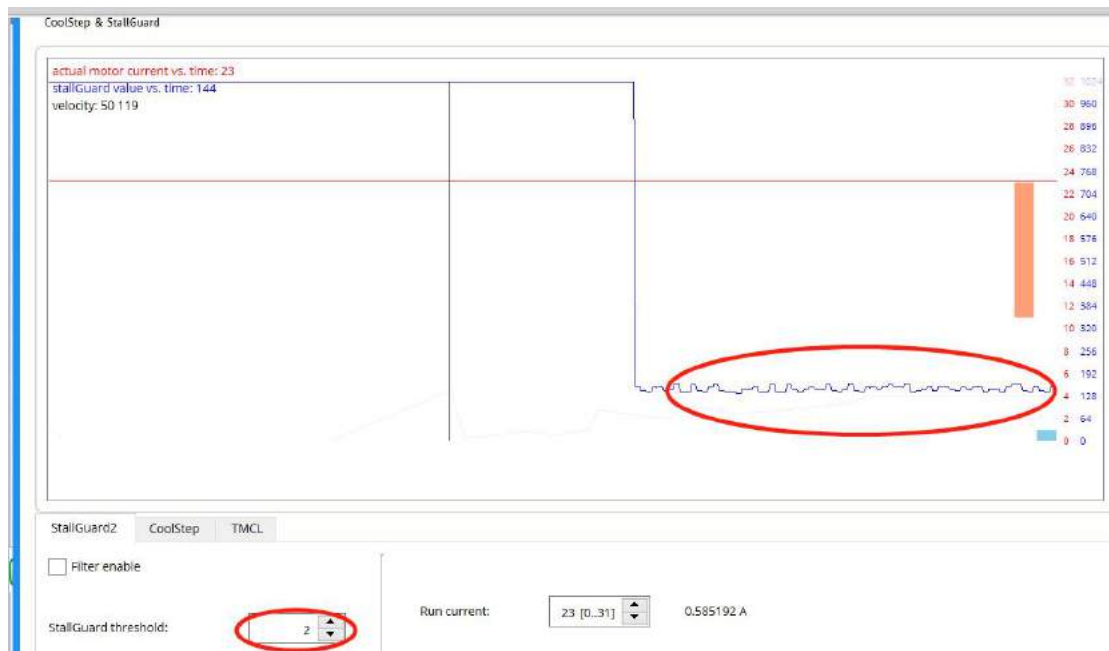 CoolStep & StallGuard
actual motor current vs. time: 23
stallGuard value vs. time: 144
velocity: 50 119
32 1024
30 960
28 896
26 832
24 768
22 704
20 640
18 576
16 512
14 448
12 384
10 320
8 256
6 192
4 128
2 64
0 0
StallGuard2 CoolStep TMCL
Filter enable
StallGuard threshold: 2
Run current: 23 [0..31] 0.585192 A